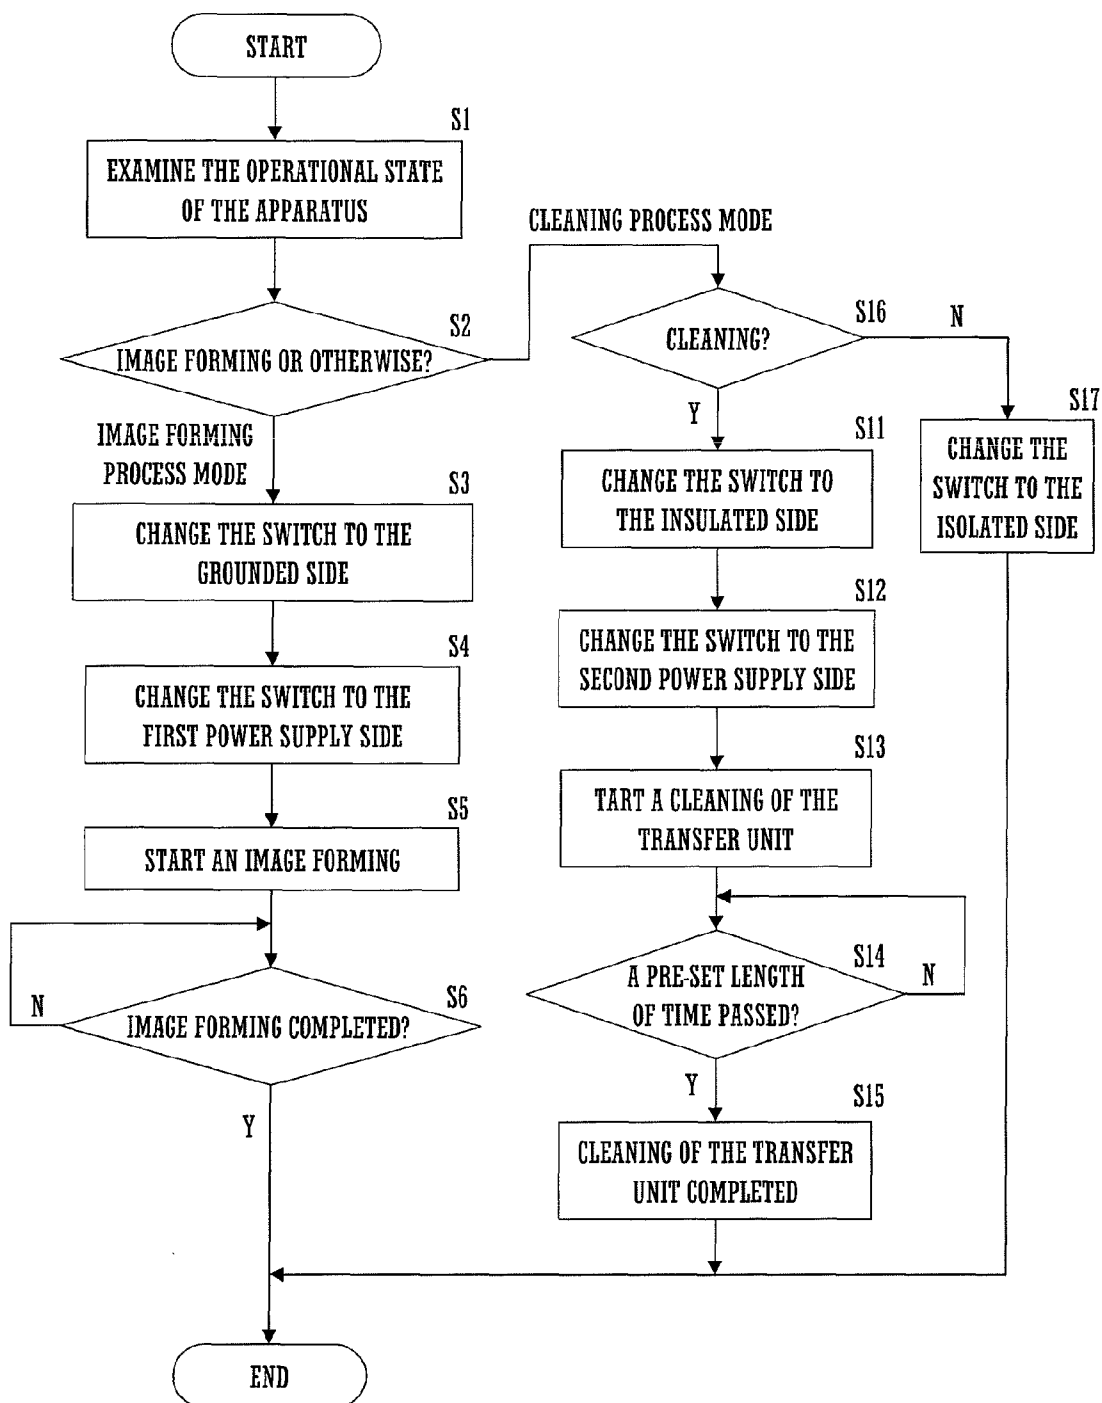 START
S1
EXAMINE THE OPERATIONAL STATE
OF THE APPARATUS
S2
IMAGE FORMING OR OTHERWISE?
IMAGE FORMING
PROCESS MODE
S3
CHANGE THE SWITCH TO THE
GROUNDED SIDE
S4
CHANGE THE SWITCH TO THE
FIRST POWER SUPPLY SIDE
S5
START AN IMAGE FORMING
S6
IMAGE FORMING COMPLETED?
N
Y
CLEANING PROCESS MODE
S16
CLEANING?
N
Y
S17
CHANGE THE
SWITCH TO THE
ISOLATED SIDE
S11
CHANGE THE SWITCH TO
THE INSULATED SIDE
S12
CHANGE THE SWITCH TO THE
SECOND POWER SUPPLY SIDE
S13
TART A CLEANING OF THE
TRANSFER UNIT
S14
A PRE-SET LENGTH
OF TIME PASSED?
N
Y
S15
CLEANING OF THE TRANSFER
UNIT COMPLETED
END